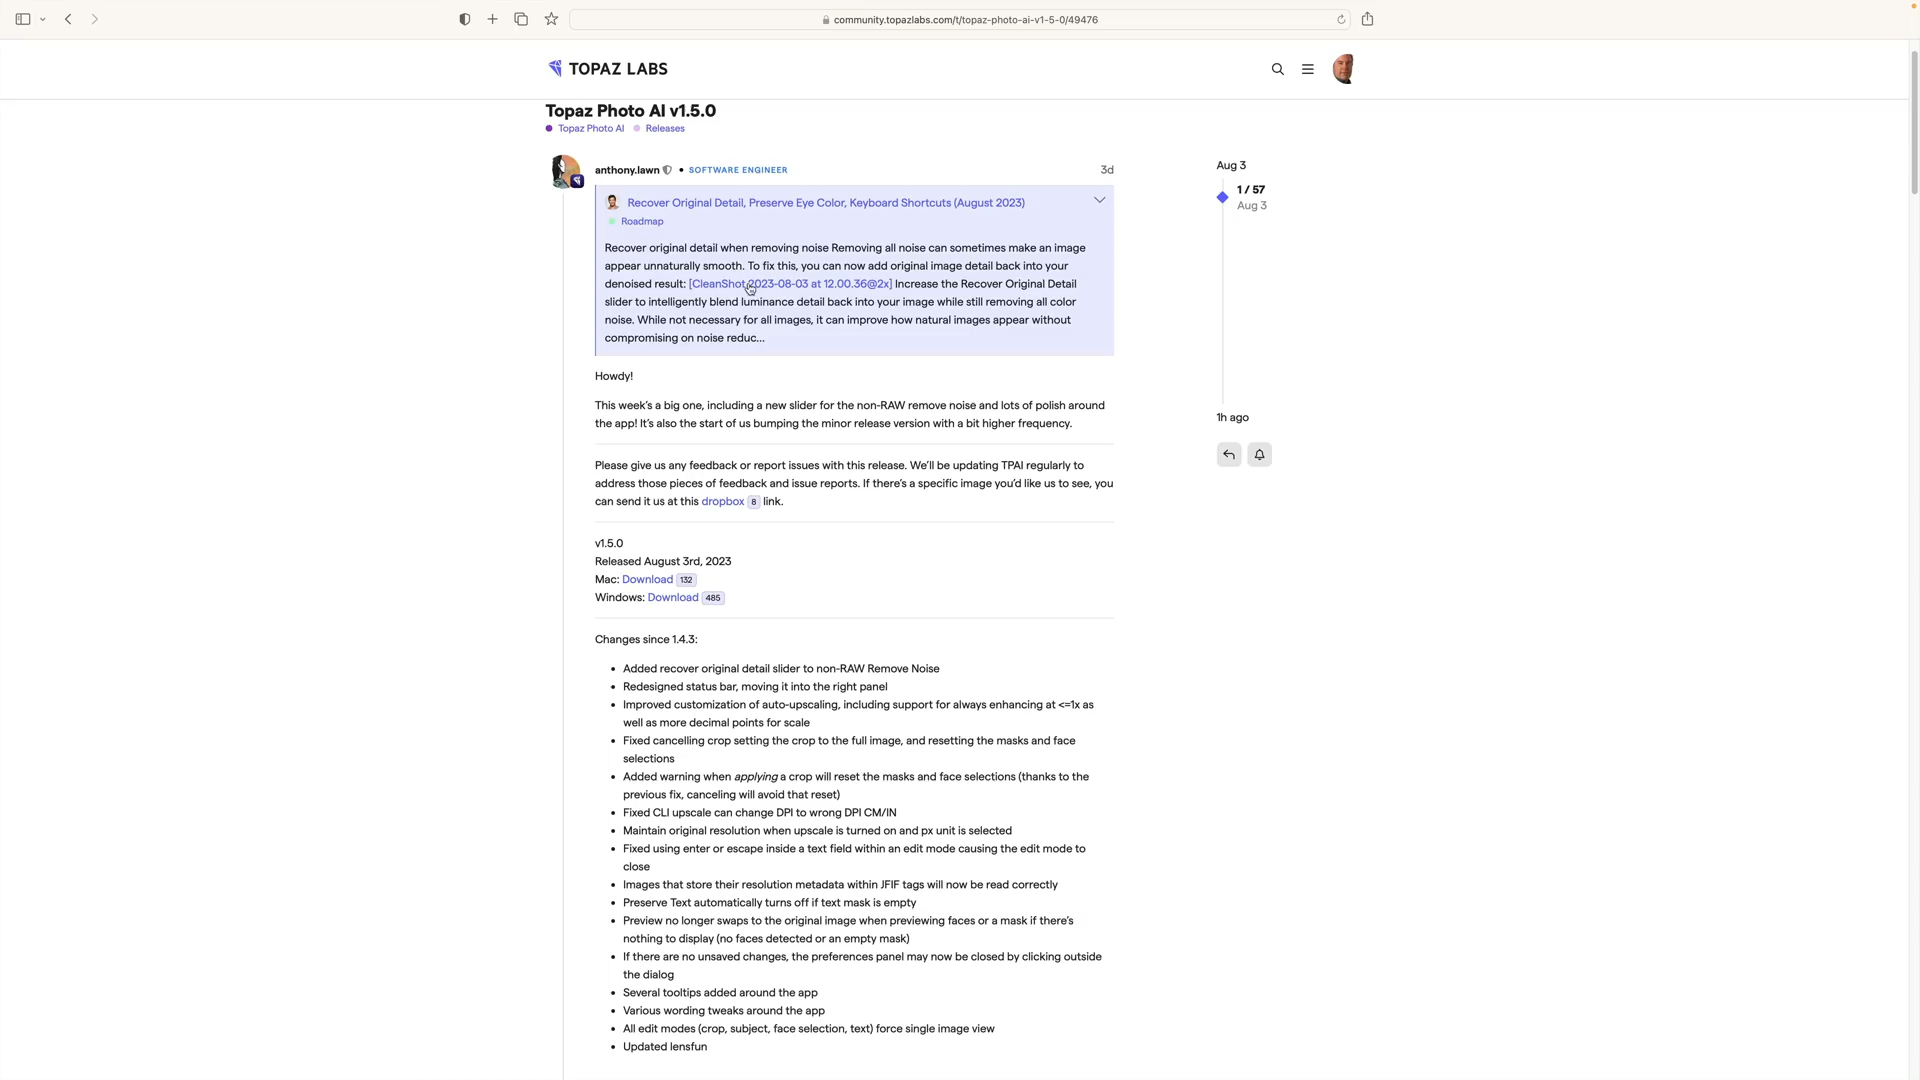 community.topazlabs.com/t/topaz-photo-ai-v1-5-0/49476
TOPAZ LABS
Topaz Photo AI v1.5.0
Topaz Photo AI Releases
anthony.lawn • SOFTWARE ENGINEER 3d
Recover Original Detail, Preserve Eye Color, Keyboard Shortcuts (August 2023)
Roadmap
Recover original detail when removing noise Removing all noise can sometimes make an image
appear unnaturally smooth. To fix this, you can now add original image detail back into your
denoised result: [CleanShot 2023-08-03 at 12.00.36@2x] Increase the Recover Original Detail
slider to intelligently blend luminance detail back into your image while still removing all color
noise. While not necessary for all images, it can improve how natural images appear without
compromising on noise reduc...
Howdy!
This week's a big one, including a new slider for the non-RAW remove noise and lots of polish around
the app! It's also the start of us bumping the minor release version with a bit higher frequency.
Please give us any feedback or report issues with this release. We'll be updating TPAI regularly to
address those pieces of feedback and issue reports. If there's a specific image you'd like us to see, you
can send it us at this dropbox 8 link.
v1.5.0
Released August 3rd, 2023
Mac: Download 132
Windows: Download 485
Changes since 1.4.3:
• Added recover original detail slider to non-RAW Remove Noise
• Redesigned status bar, moving it into the right panel
• Improved customization of auto-upscaling, including support for always enhancing at <=1x as
well as more decimal points for scale
• Fixed cancelling crop setting the crop to the full image, and resetting the masks and face
selections
• Added warning when applying a crop will reset the masks and face selections (thanks to the
previous fix, canceling will avoid that reset)
• Fixed CLI upscale can change DPI to wrong DPI CM/IN
• Maintain original resolution when upscale is turned on and px unit is selected
• Fixed using enter or escape inside a text field within an edit mode causing the edit mode to
close
• Images that store their resolution metadata within JFIF tags will now be read correctly
• Preserve Text automatically turns off if text mask is empty
• Preview no longer swaps to the original image when previewing faces or a mask if there's
nothing to display (no faces detected or an empty mask)
• If there are no unsaved changes, the preferences panel may now be closed by clicking outside
the dialog
• Several tooltips added around the app
• Various wording tweaks around the app
• All edit modes (crop, subject, face selection, text) force single image view
• Updated lensfun
Aug 3
1 / 57
Aug 3
1h ago